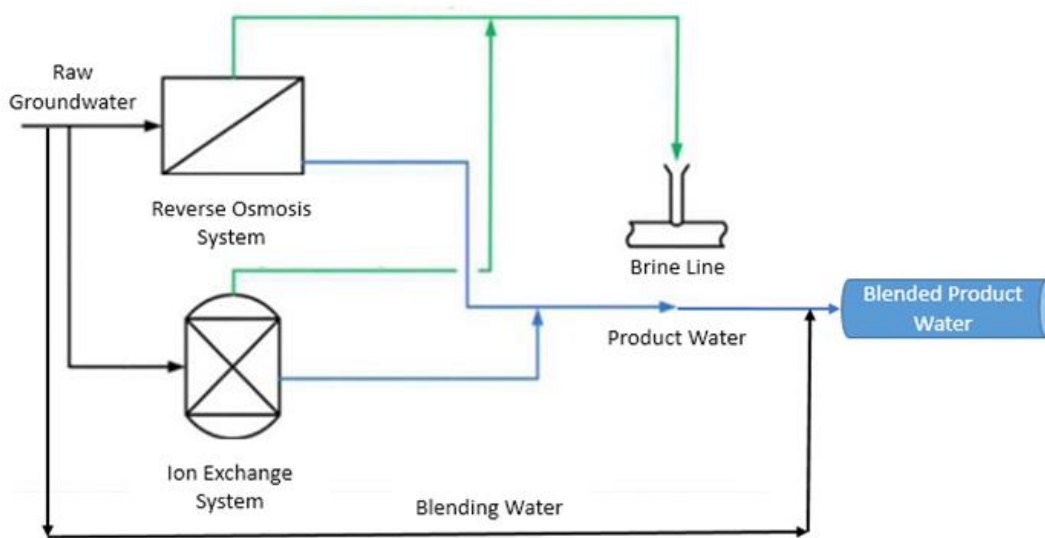 Raw
Groundwater
Reverse Osmosis
System
Brine Line
Blended Product
Water
Product Water
Ion Exchange
System
Blending Water